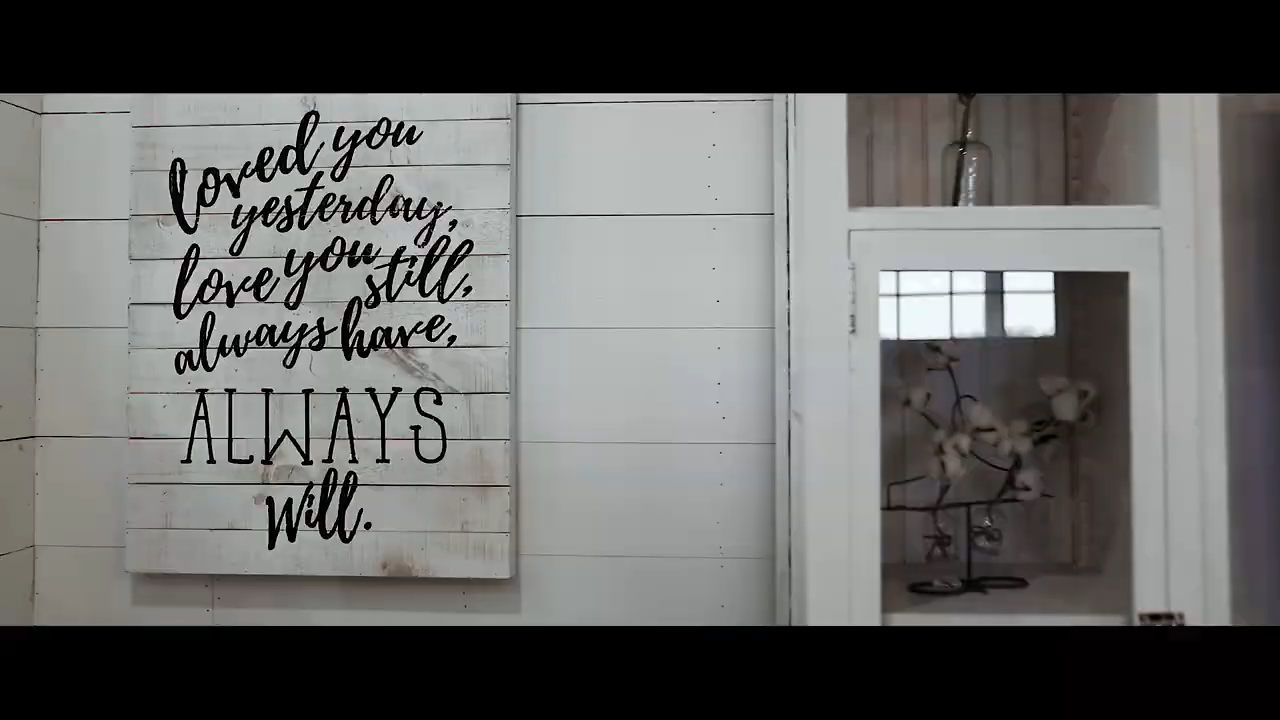 loved you
yesterday,
love you still,
always have,
ALWAYS
Will.